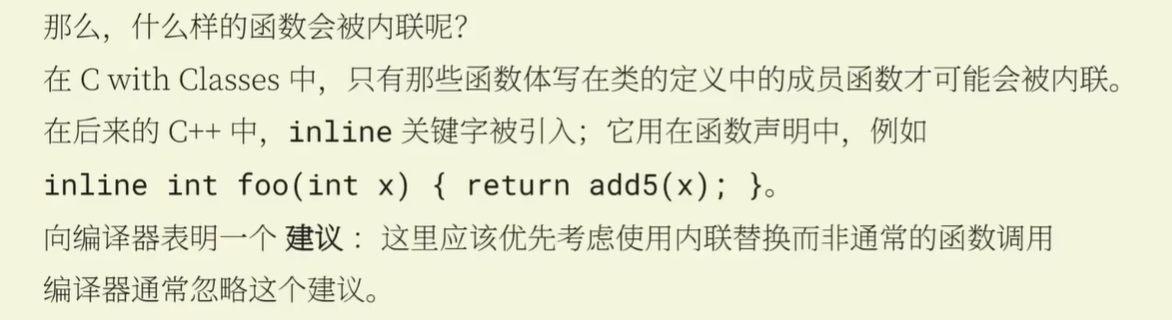 那么，什么样的函数会被内联呢？
在 C with Classes 中，只有那些函数体写在类的定义中的成员函数才可能会被内联。
在后来的 C++ 中，inline 关键字被引入；它用在函数声明中，例如
inline int foo(int x) { return add5(x); }。
向编译器表明一个 建议 ：这里应该优先考虑使用内联替换而非通常的函数调用
编译器通常忽略这个建议。